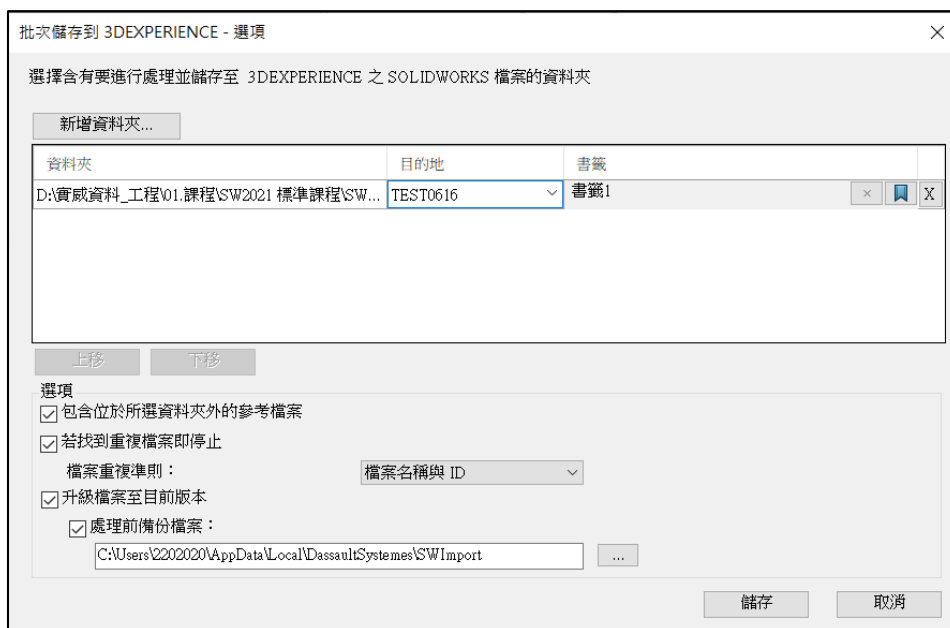 批次儲存到 3DEXPERIENCE - 選項
選擇含有要進行處理並儲存至 3DEXPERIENCE 之 SOLIDWORKS 檔案的資料夾
新增資料夾...
資料夾 目的地 書籤
D:\實威資料_工程\01.課程\SW2021 標準課程\SW... TEST0616 書籤1 × X
上移 下移
選項
包含位於所選資料夾外的參考檔案
若找到重複檔案即停止
檔案重複準則： 檔案名稱與 ID
升級檔案至目前版本
處理前備份檔案：
C:\Users\2202020\AppData\Local\DassaultSystemes\SWImport ...
儲存 取消